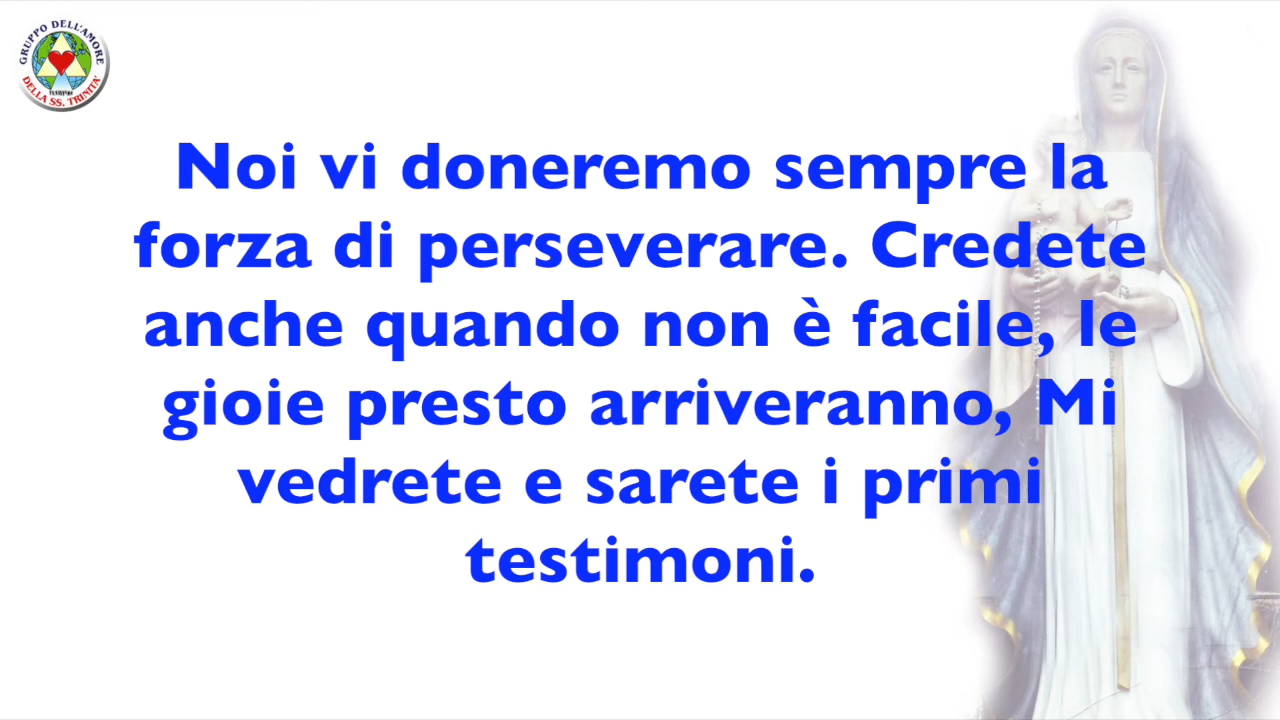 GRUPPO DELL'AMORE
DELLA SS. TRINITA'
Noi vi doneremo sempre la
forza di perseverare. Credete
anche quando non è facile, le
gioie presto arriveranno, Mi
vedrete e sarete i primi
testimoni.